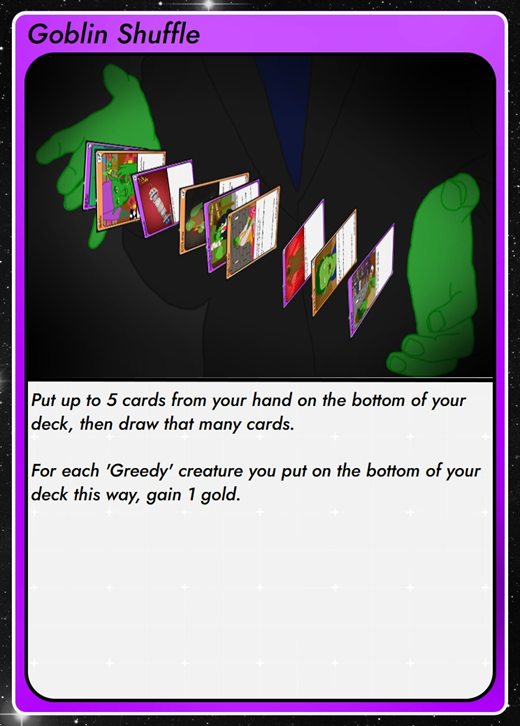 Goblin Shuffle
Put up to 5 cards from your hand on the bottom of your
deck, then draw that many cards.
For each 'Greedy' creature you put on the bottom of your
deck this way, gain 1 gold.